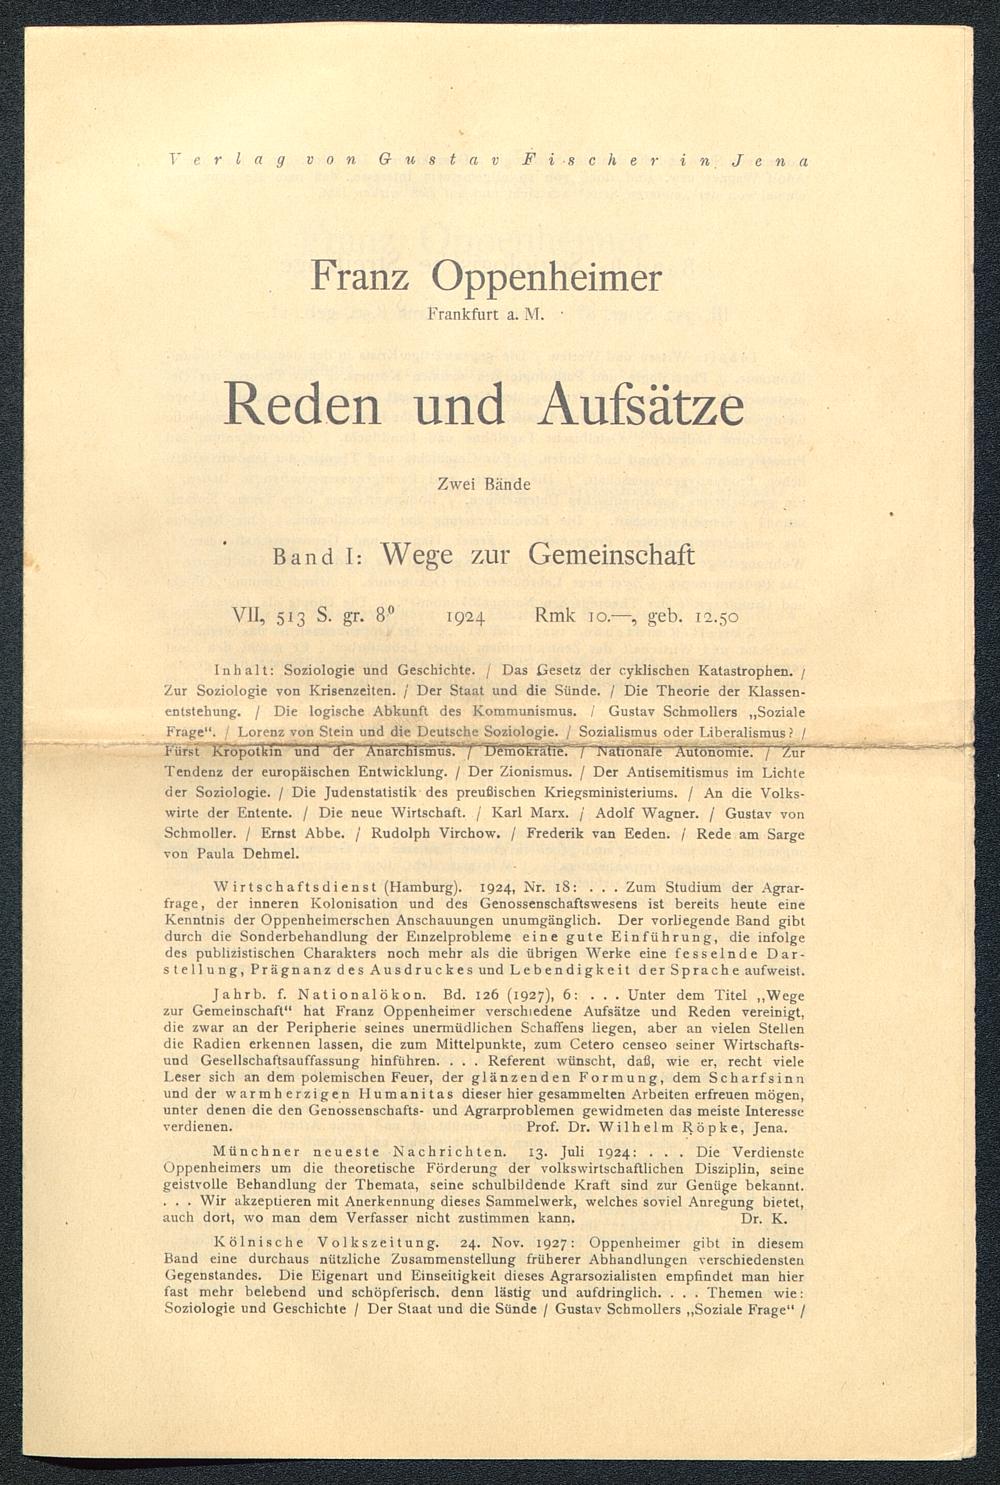 Verlag von Gustav Fischer in Jena
Franz Oppenheimer
Frankfurt a. M.
Reden und Aufsätze
Zwei Bände
Band I: Wege zur Gemeinschaft
VII, 513 S. gr. 8⁰ 1924 Rmk 10.—, geb. 12.50
Inhalt: Soziologie und Geschichte. / Das Gesetz der cyklischen Katastrophen. /
Zur Soziologie von Krisenzeiten. / Der Staat und die Sünde. / Die Theorie der Klassen-
entstehung. / Die logische Abkunft des Kommunismus. / Gustav Schmollers „Soziale
Frage“. / Lorenz von Stein und die Deutsche Soziologie. / Sozialismus oder Liberalismus? /
Fürst Kropotkin und der Anarchismus. / Demokratie. / Nationale Autonomie. / Zur
Tendenz der europäischen Entwicklung. / Der Zionismus. / Der Antisemitismus im Lichte
der Soziologie. / Die Judenstatistik des preußischen Kriegsministeriums. / An die Volks-
wirte der Entente. / Die neue Wirtschaft. / Karl Marx. / Adolf Wagner. / Gustav von
Schmoller. / Ernst Abbe. / Rudolph Virchow. / Frederik van Eeden. / Rede am Sarge
von Paula Dehmel.
Wirtschaftsdienst (Hamburg). 1924, Nr. 18: . . . Zum Studium der Agrar-
frage, der inneren Kolonisation und des Genossenschaftswesens ist bereits heute eine
Kenntnis der Oppenheimerschen Anschauungen unumgänglich. Der vorliegende Band gibt
durch die Sonderbehandlung der Einzelprobleme eine gute Einführung, die infolge
des publizistischen Charakters noch mehr als die übrigen Werke eine fesselnde Dar-
stellung, Prägnanz des Ausdruckes und Lebendigkeit der Sprache aufweist.
Jahrb. f. Nationalökon. Bd. 126 (1927), 6: . . . Unter dem Titel „Wege
zur Gemeinschaft“ hat Franz Oppenheimer verschiedene Aufsätze und Reden vereinigt,
die zwar an der Peripherie seines unermüdlichen Schaffens liegen, aber an vielen Stellen
die Radien erkennen lassen, die zum Mittelpunkte, zum Cetero censeo seiner Wirtschafts-
und Gesellschaftsauffassung hinführen. . . . Referent wünscht, daß, wie er, recht viele
Leser sich an dem polemischen Feuer, der glänzenden Formung, dem Scharfsinn
und der warmherzigen Humanitas dieser hier gesammelten Arbeiten erfreuen mögen,
unter denen die den Genossenschafts- und Agrarproblemen gewidmeten das meiste Interesse
verdienen. Prof. Dr. Wilhelm Röpke, Jena.
Münchner neueste Nachrichten. 13. Juli 1924: . . . Die Verdienste
Oppenheimers um die theoretische Förderung der volkswirtschaftlichen Disziplin, seine
geistvolle Behandlung der Themata, seine schulbildende Kraft sind zur Genüge bekannt.
. . . Wir akzeptieren mit Anerkennung dieses Sammelwerk, welches soviel Anregung bietet,
auch dort, wo man dem Verfasser nicht zustimmen kann. Dr. K.
Kölnische Volkszeitung. 24. Nov. 1927: Oppenheimer gibt in diesem
Band eine durchaus nützliche Zusammenstellung früherer Abhandlungen verschiedensten
Gegenstandes. Die Eigenart und Einseitigkeit dieses Agrarsozialisten empfindet man hier
fast mehr belebend und schöpferisch, denn lästig und aufdringlich. . . . Themen wie:
Soziologie und Geschichte / Der Staat und die Sünde / Gustav Schmollers „Soziale Frage“ /